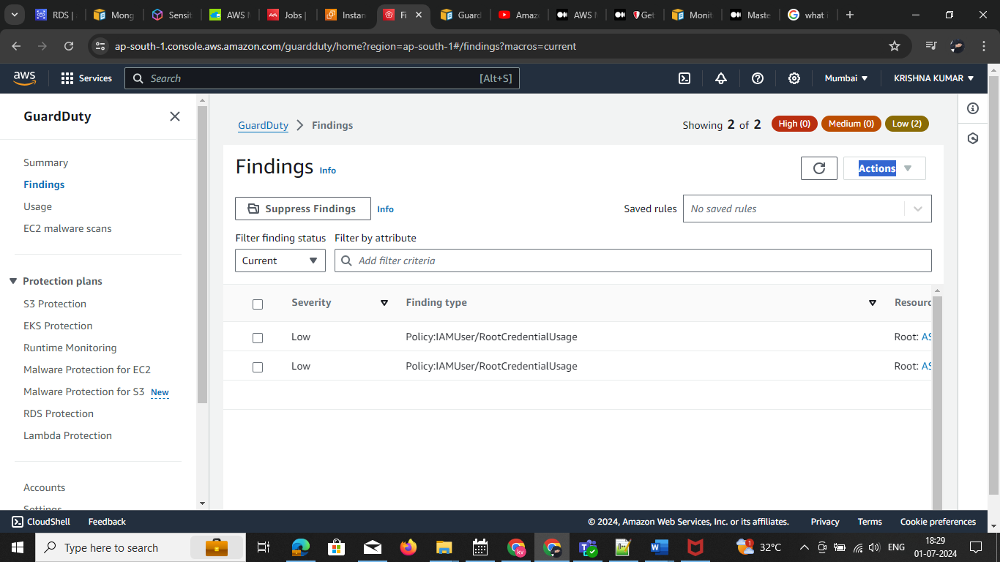 RDS |
Mong
Sensit
AWS
Jobs |
Instan
Fi
Guard
Amaz
AWS
Get
Monit
Maste
what i
ap-south-1.console.aws.amazon.com/guardduty/home?region=ap-south-1#/findings?macros=current
aws
Services
Search
[Alt+S]
Mumbai
KRISHNA KUMAR
GuardDuty
Summary
Findings
Usage
EC2 malware scans
Protection plans
S3 Protection
EKS Protection
Runtime Monitoring
Malware Protection for EC2
Malware Protection for S3 New
RDS Protection
Lambda Protection
Accounts
Settings
GuardDuty > Findings
Showing 2 of 2
High (0)
Medium (0)
Low (2)
Findings Info
Actions
Suppress Findings
Info
Saved rules
No saved rules
Filter finding status
Filter by attribute
Current
Add filter criteria
Severity
Finding type
Resourc
Low
Policy:IAMUser/RootCredentialUsage
Root: AS
Low
Policy:IAMUser/RootCredentialUsage
Root: AS
CloudShell
Feedback
© 2024, Amazon Web Services, Inc. or its affiliates.
Privacy
Terms
Cookie preferences
Type here to search
kv
1
32°C
ENG
18:29
01-07-2024